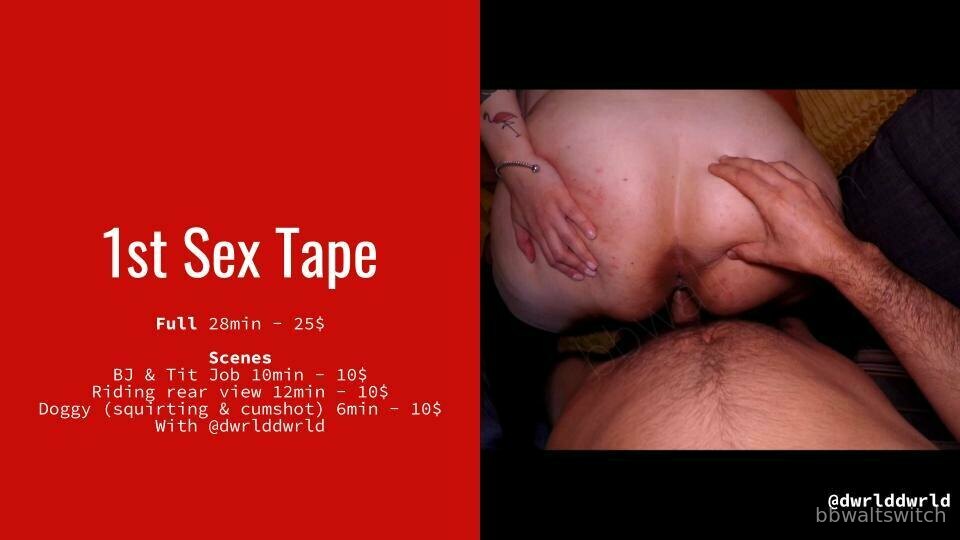 1st Sex Tape
Full 28min - 25$
Scenes
BJ & Tit Job 10min - 10$
Riding rear view 12min - 10$
Doggy (squirting & cumshot) 6min - 10$
With @dwrlddwrld
@dwrlddwrld
bbwaltswitch